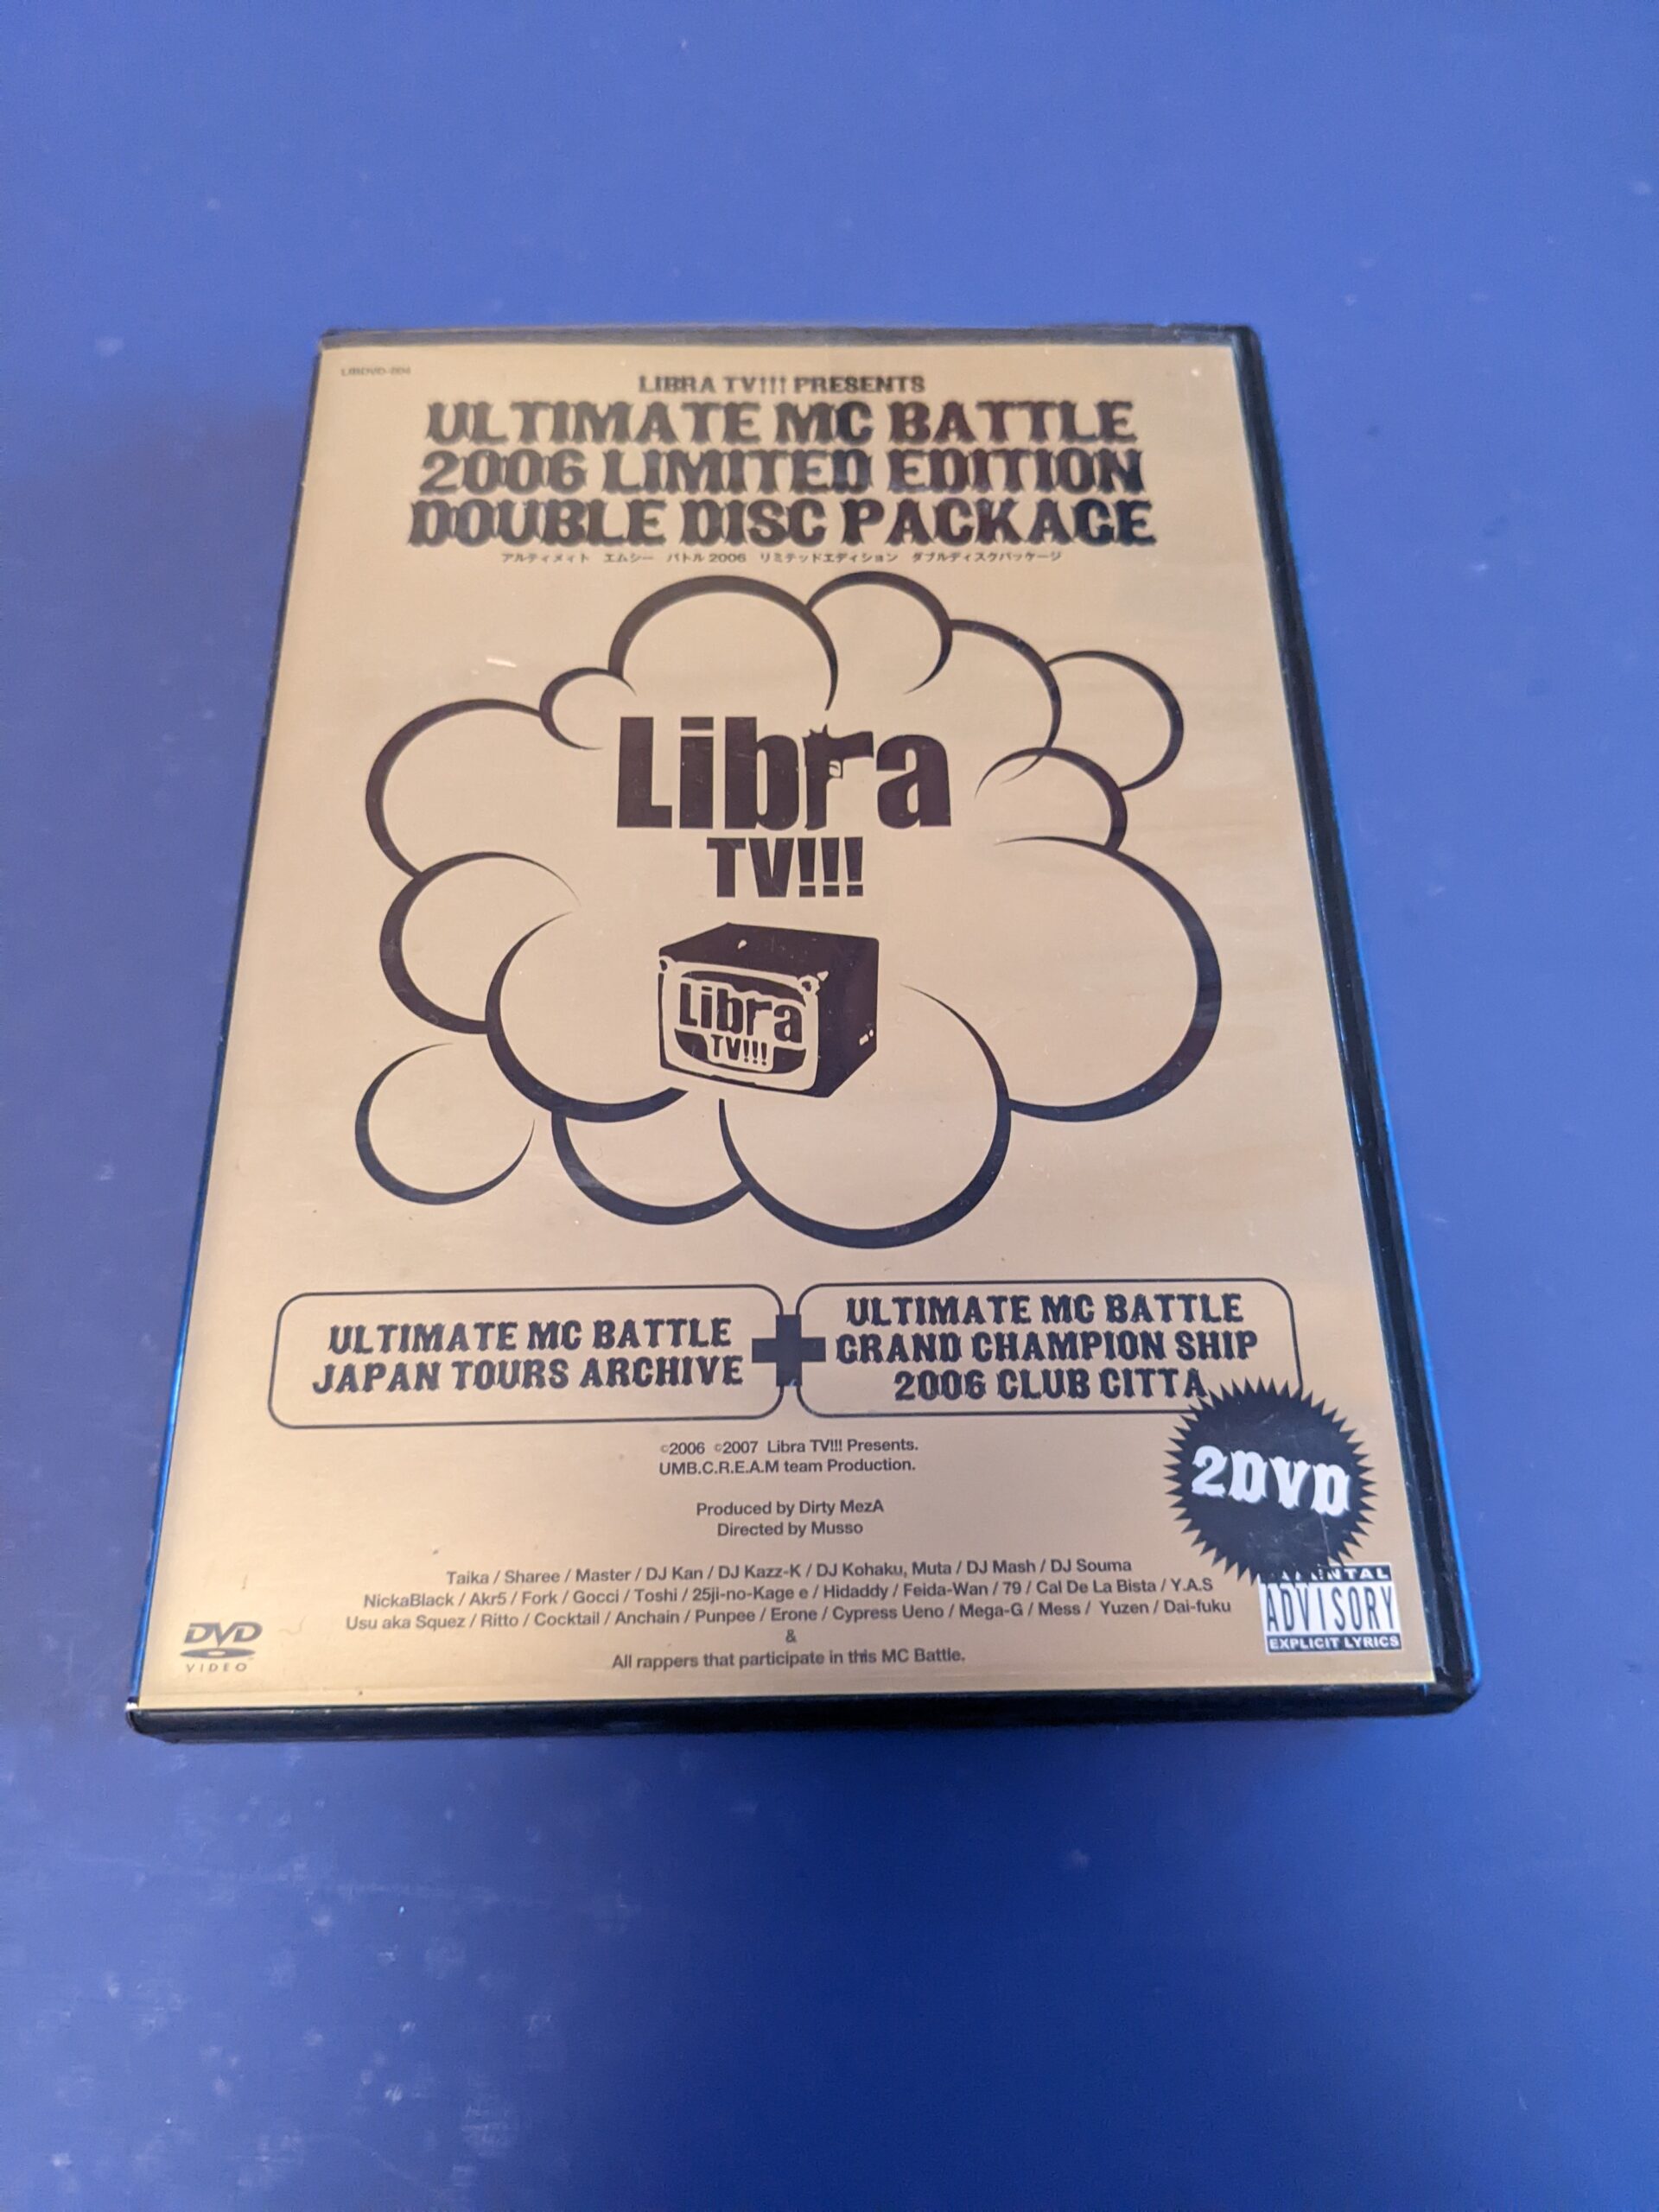 LIBRA TV!!! PRESENTS
ULTIMATE MC BATTLE
2006 LIMITED EDITION
DOUBLE DISC PACKAGE
アルティメイト エムシー バトル2006 リミテッドエディション ダブルディスクパッケージ
Libra
TV!!!
Libra
TV!!!
ULTIMATE MC BATTLE
JAPAN TOURS ARCHIVE
ULTIMATE MC BATTLE
GRAND CHAMPION SHIP
2006 CLUB CITTA
©2006 ©2007 Libra TV!!! Presents.
UMB.C.R.E.A.M team Production.
2DVD
Produced by Dirty MezA
Directed by Musso
Taika / Sharee / Master / DJ Kan / DJ Kazz-K / DJ Kohaku, Muta / DJ Mash / DJ Souma
NickaBlack / Akr5 / Fork / Gocci / Toshi / 25ji-no-Kage e / Hidaddy / Feida-Wan / 79 / Cal De La Bista / Y.A.S
Usu aka Squez / Ritto / Cocktail / Anchain / Punpee / Erone / Cypress Ueno / Mega-G / Mess / Yuzen / Dai-fuku
&
All rappers that participate in this MC Battle.
DVD
VIDEO
ADVISORY
EXPLICIT LYRICS